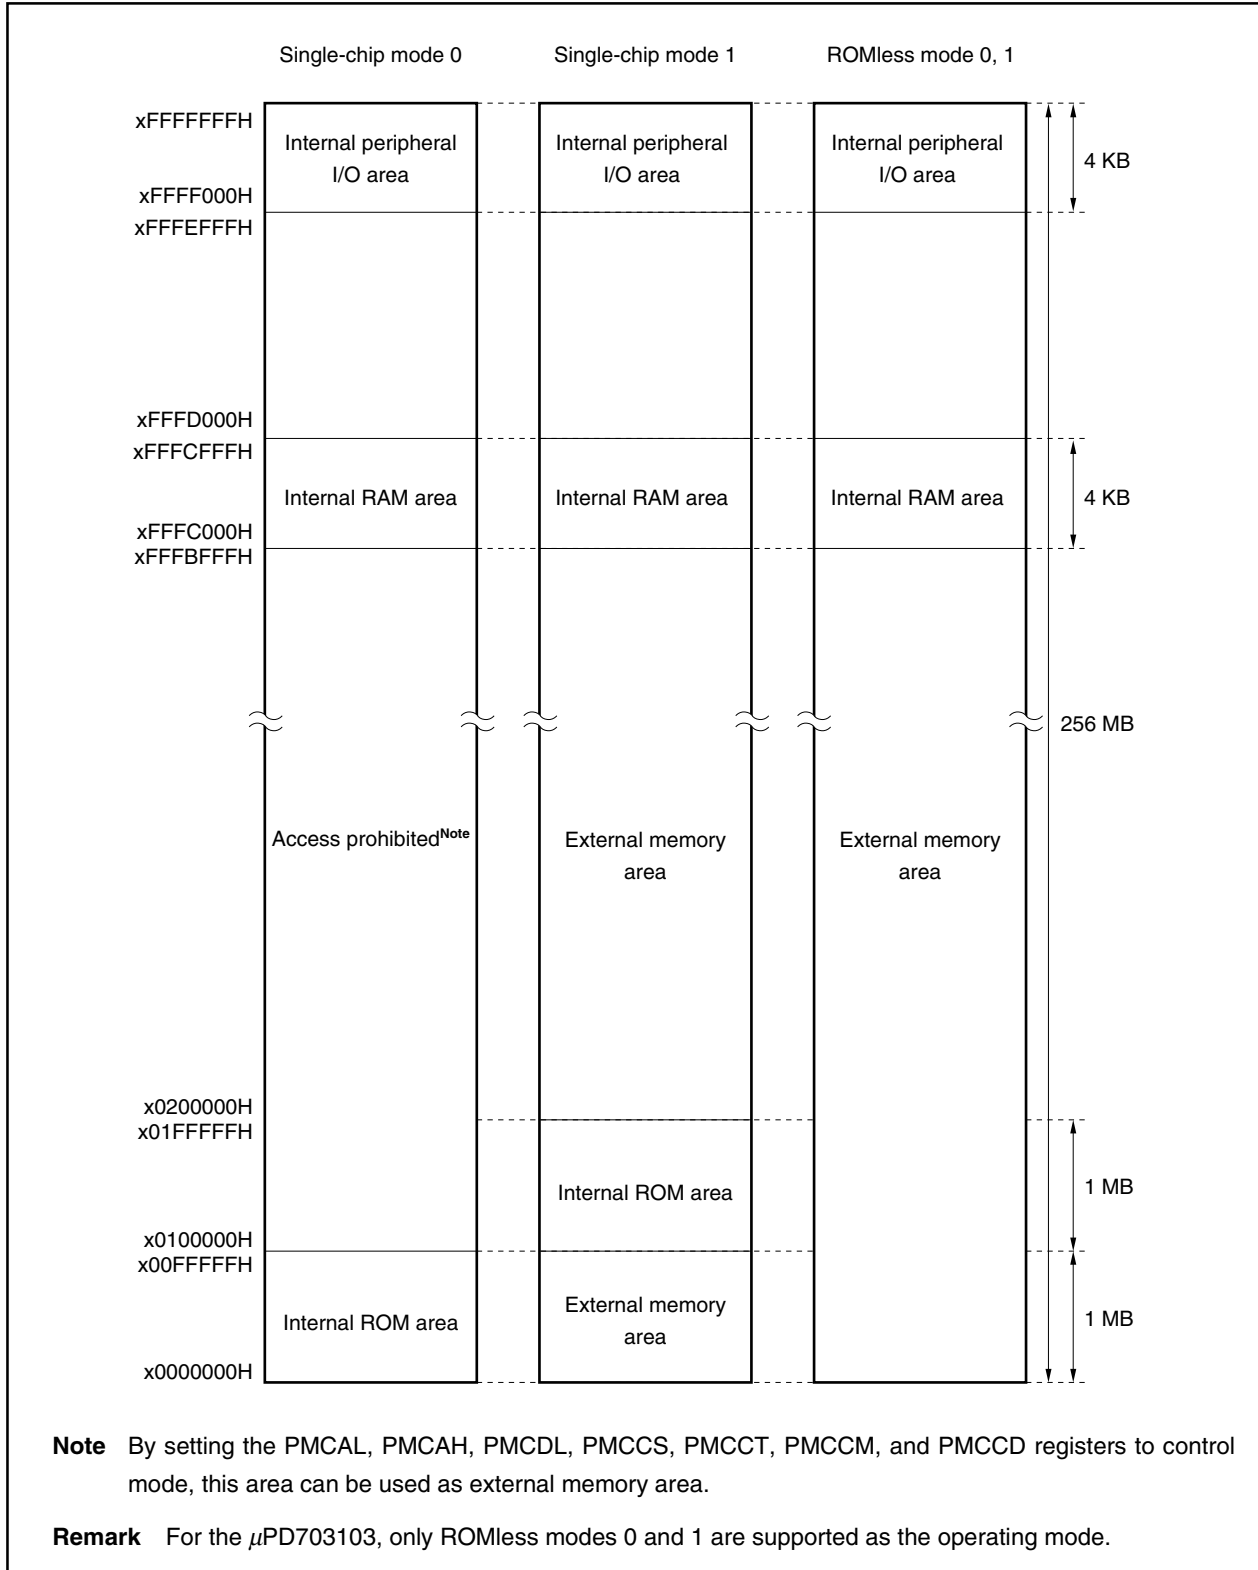 Single-chip mode 0
Single-chip mode 1
ROMless mode 0, 1
xFFFFFFFH
Internal peripheral
I/O area
Internal peripheral
I/O area
Internal peripheral
I/O area
4 KB
xFFFF000H
xFFFEFFFH
xFFFD000H
xFFFCFFFH
Internal RAM area
Internal RAM area
Internal RAM area
4 KB
xFFFC000H
xFFFBFFFH
256 MB
Access prohibitedNote
External memory
area
External memory
area
x0200000H
x01FFFFFH
Internal ROM area
1 MB
x0100000H
x00FFFFFH
Internal ROM area
External memory
area
1 MB
x0000000H
Note By setting the PMCAL, PMCAH, PMCDL, PMCCS, PMCCT, PMCCM, and PMCCD registers to control
mode, this area can be used as external memory area.
Remark For the μPD703103, only ROMless modes 0 and 1 are supported as the operating mode.